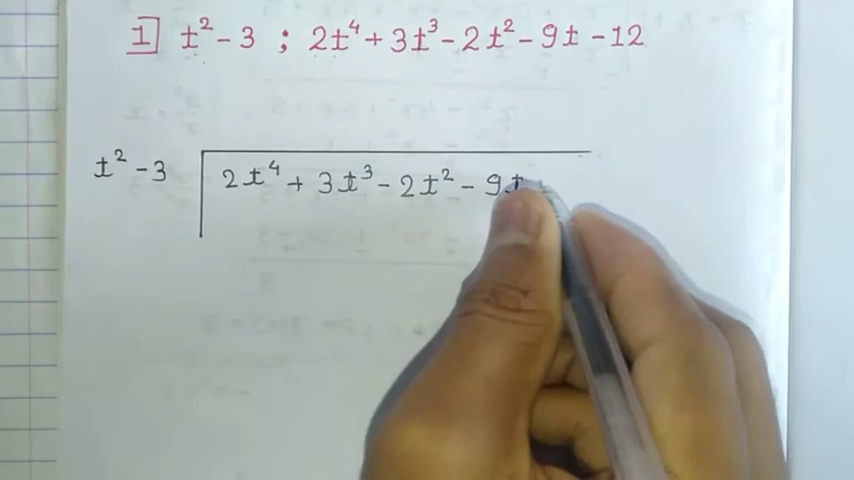 1 t² - 3 ; 2t⁴ + 3t³ - 2t² - 9t - 12
t² - 3 2t⁴ + 3t³ - 2t² - 9t